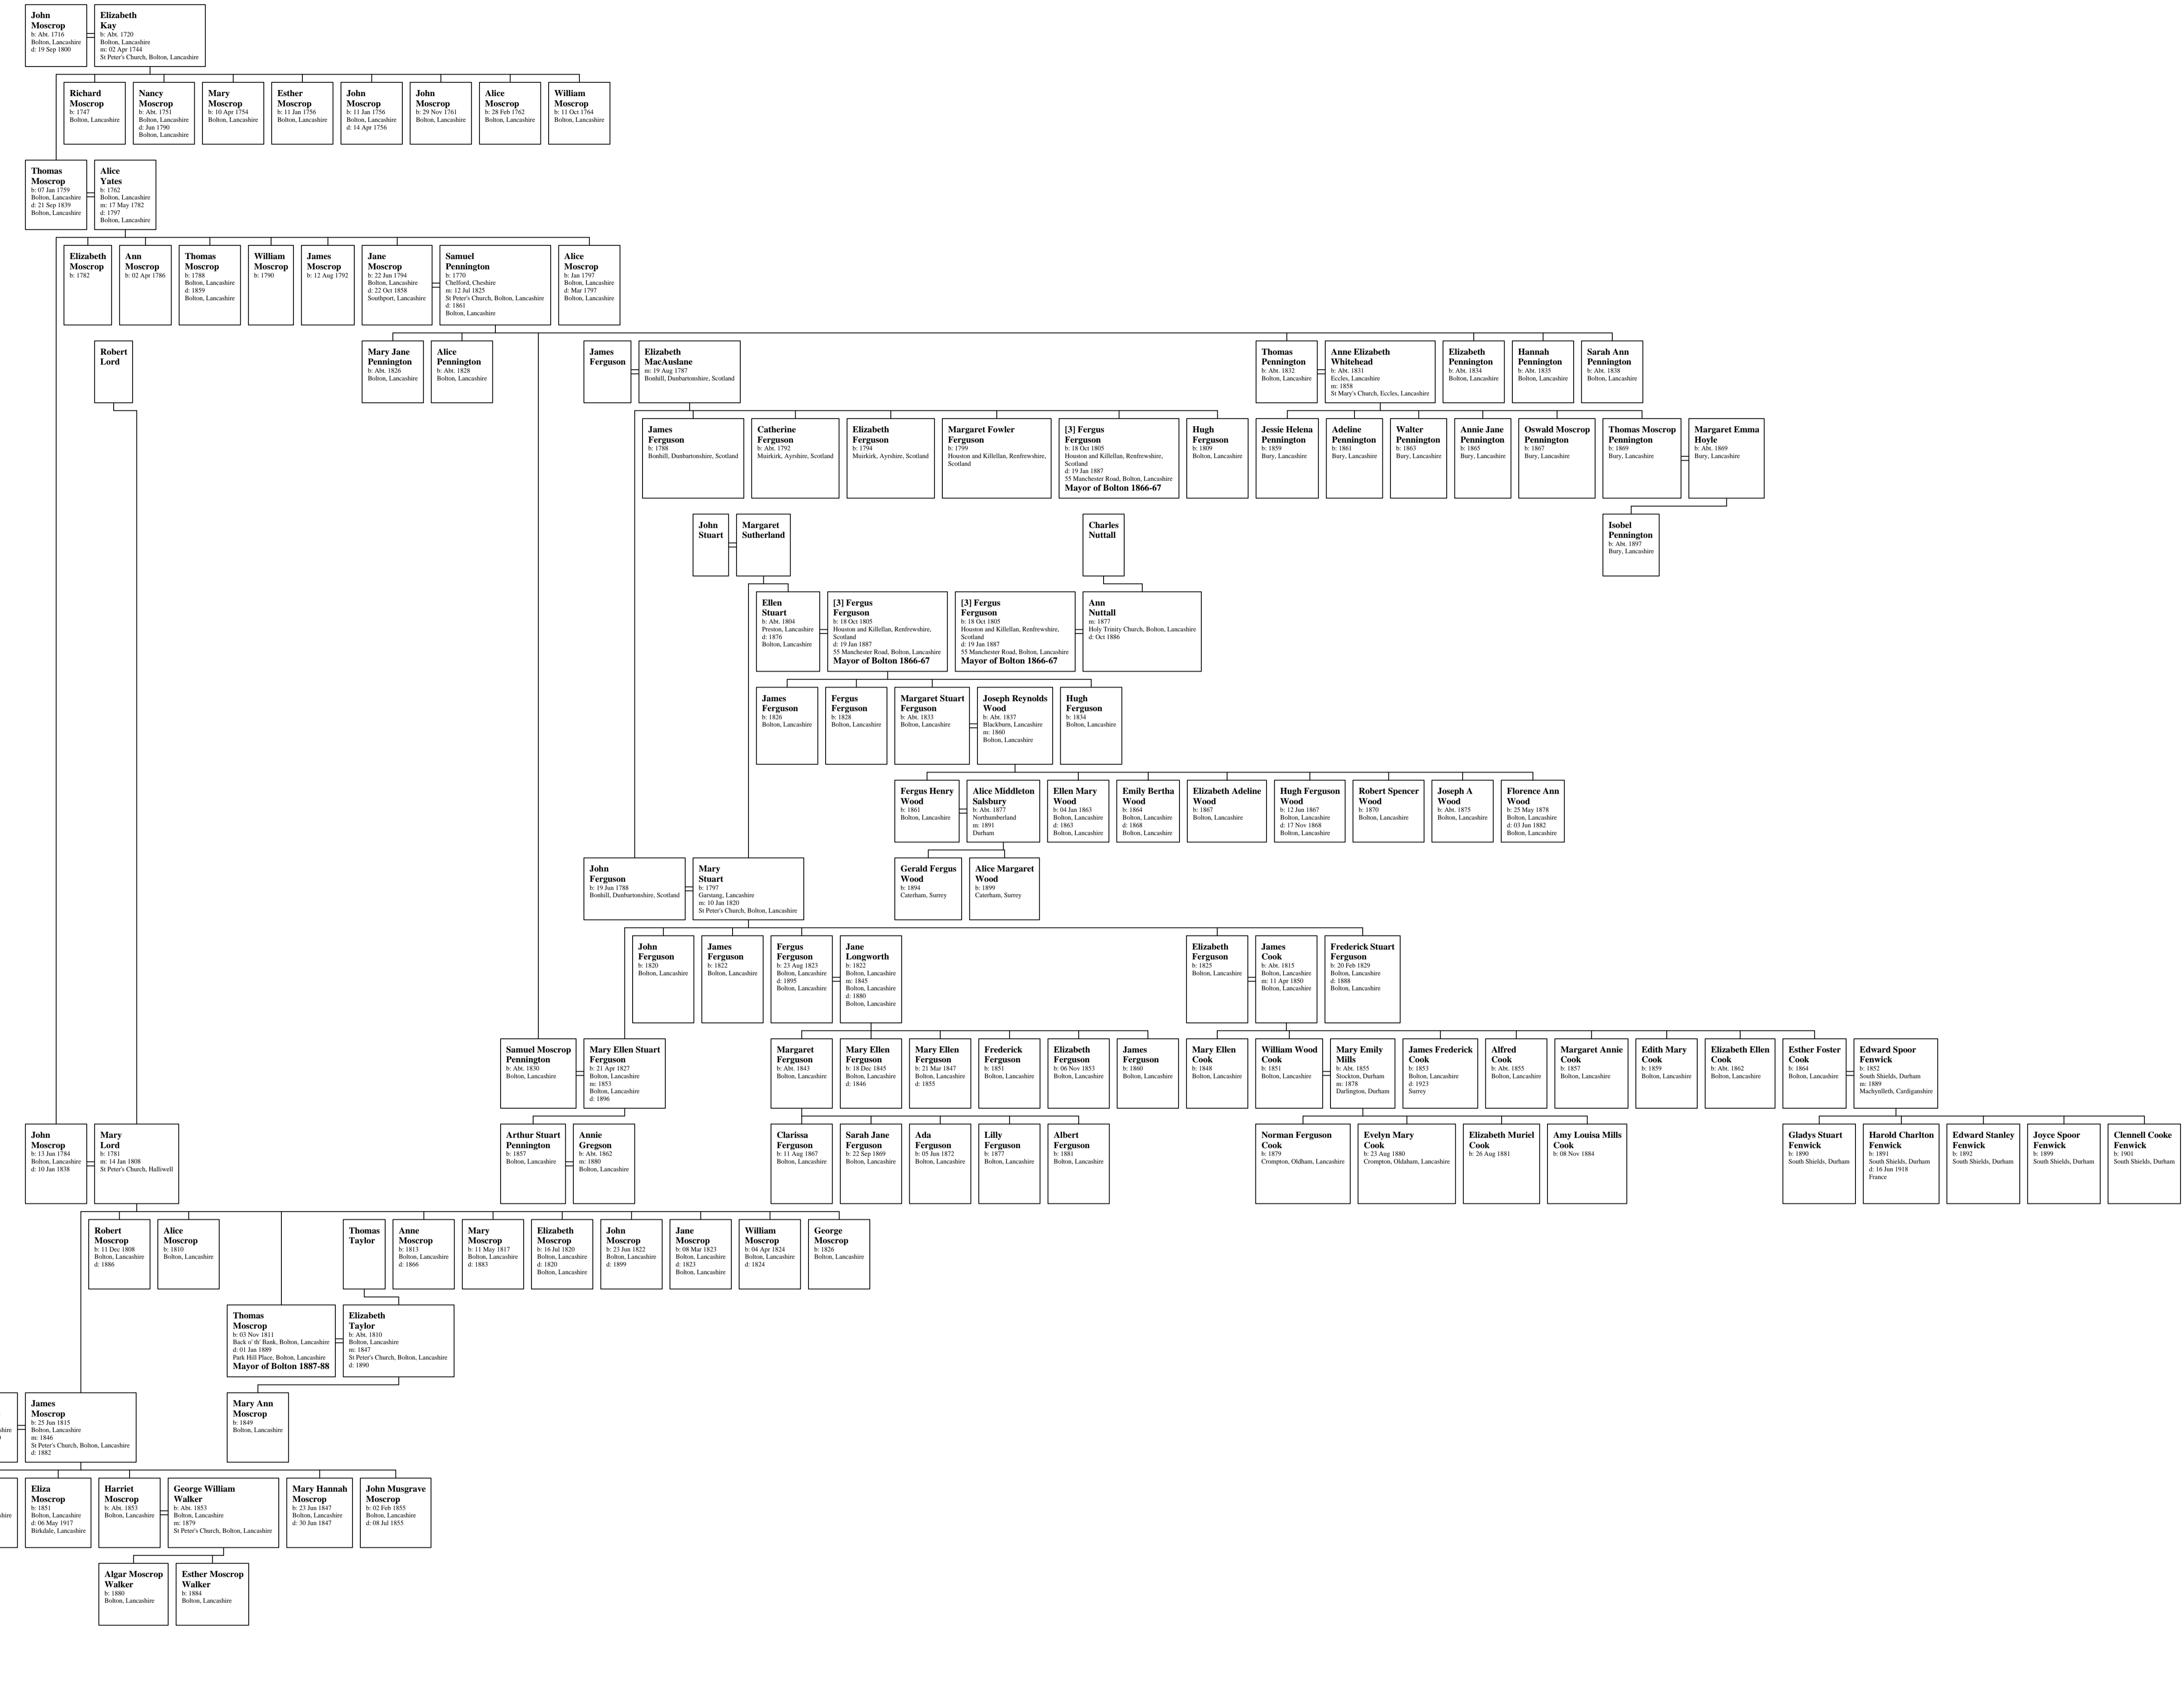 John
Moscrop
b: Abt. 1716
Bolton, Lancashire
d: 19 Sep 1800
Elizabeth
Kay
b: Abt. 1720
Bolton, Lancashire
m: 02 Apr 1744
St Peter's Church, Bolton, Lancashire
Richard
Moscrop
b: 1747
Bolton, Lancashire
Nancy
Moscrop
b: Abt. 1751
Bolton, Lancashire
d: Jun 1790
Bolton, Lancashire
Mary
Moscrop
b: 10 Apr 1754
Bolton, Lancashire
Esther
Moscrop
b: 11 Jan 1756
Bolton, Lancashire
John
Moscrop
b: 11 Jan 1756
Bolton, Lancashire
d: 14 Apr 1756
John
Moscrop
b: 29 Nov 1761
Bolton, Lancashire
Alice
Moscrop
b: 28 Feb 1762
Bolton, Lancashire
William
Moscrop
b: 11 Oct 1764
Bolton, Lancashire
Thomas
Moscrop
b: 07 Jan 1759
Bolton, Lancashire
d: 21 Sep 1839
Bolton, Lancashire
Alice
Yates
b: 1762
Bolton, Lancashire
m: 17 May 1782
d: 1797
Bolton, Lancashire
Elizabeth
Moscrop
b: 1782
Ann
Moscrop
b: 02 Apr 1786
Thomas
Moscrop
b: 1788
Bolton, Lancashire
d: 1859
Bolton, Lancashire
William
Moscrop
b: 1790
James
Moscrop
b: 12 Aug 1792
Jane
Moscrop
b: 22 Jun 1794
Bolton, Lancashire
d: 22 Oct 1858
Southport, Lancashire
Samuel
Pennington
b: 1770
Chelford, Cheshire
m: 12 Jul 1825
St Peter's Church, Bolton, Lancashire
d: 1861
Bolton, Lancashire
Alice
Moscrop
b: Jan 1797
Bolton, Lancashire
d: Mar 1797
Bolton, Lancashire
Robert
Lord
Mary Jane
Pennington
b: Abt. 1826
Bolton, Lancashire
Alice
Pennington
b: Abt. 1828
Bolton, Lancashire
James
Ferguson
Elizabeth
MacAuslane
m: 19 Aug 1787
Bonhill, Dunbartonshire, Scotland
Thomas
Pennington
b: Abt. 1832
Bolton, Lancashire
Anne Elizabeth
Whitehead
b: Abt. 1831
Eccles, Lancashire
m: 1858
St Mary's Church, Eccles, Lancashire
Elizabeth
Pennington
b: Abt. 1834
Bolton, Lancashire
Hannah
Pennington
b: Abt. 1835
Bolton, Lancashire
Sarah Ann
Pennington
b: Abt. 1838
Bolton, Lancashire
James
Ferguson
b: 1788
Bonhill, Dunbartonshire, Scotland
Catherine
Ferguson
b: Abt. 1792
Muirkirk, Ayrshire, Scotland
Elizabeth
Ferguson
b: 1794
Muirkirk, Ayrshire, Scotland
Margaret Fowler
Ferguson
b: 1799
Houston and Killellan, Renfrewshire,
Scotland
[3] Fergus
Ferguson
b: 18 Oct 1805
Houston and Killellan, Renfrewshire,
Scotland
d: 19 Jan 1887
55 Manchester Road, Bolton, Lancashire
Mayor of Bolton 1866-67
Hugh
Ferguson
b: 1809
Bolton, Lancashire
Jessie Helena
Pennington
b: 1859
Bury, Lancashire
Adeline
Pennington
b: 1861
Bury, Lancashire
Walter
Pennington
b: 1863
Bury, Lancashire
Annie Jane
Pennington
b: 1865
Bury, Lancashire
Oswald Moscrop
Pennington
b: 1867
Bury, Lancashire
Thomas Moscrop
Pennington
b: 1869
Bury, Lancashire
Margaret Emma
Hoyle
b: Abt. 1869
Bury, Lancashire
John
Stuart
Margaret
Sutherland
Charles
Nuttall
Isobel
Pennington
b: Abt. 1897
Bury, Lancashire
Ellen
Stuart
b: Abt. 1804
Preston, Lancashire
d: 1876
Bolton, Lancashire
[3] Fergus
Ferguson
b: 18 Oct 1805
Houston and Killellan, Renfrewshire,
Scotland
d: 19 Jan 1887
55 Manchester Road, Bolton, Lancashire
Mayor of Bolton 1866-67
[3] Fergus
Ferguson
b: 18 Oct 1805
Houston and Killellan, Renfrewshire,
Scotland
d: 19 Jan 1887
55 Manchester Road, Bolton, Lancashire
Mayor of Bolton 1866-67
Ann
Nuttall
m: 1877
Holy Trinity Church, Bolton, Lancashire
d: Oct 1886
James
Ferguson
b: 1826
Bolton, Lancashire
Fergus
Ferguson
b: 1828
Bolton, Lancashire
Margaret Stuart
Ferguson
b: Abt. 1833
Bolton, Lancashire
Joseph Reynolds
Wood
b: Abt. 1837
Blackburn, Lancashire
m: 1860
Bolton, Lancashire
Hugh
Ferguson
b: 1834
Bolton, Lancashire
Fergus Henry
Wood
b: 1861
Bolton, Lancashire
Alice Middleton
Salsbury
b: Abt. 1877
Northumberland
m: 1891
Durham
Ellen Mary
Wood
b: 04 Jan 1863
Bolton, Lancashire
d: 1863
Bolton, Lancashire
Emily Bertha
Wood
b: 1864
Bolton, Lancashire
d: 1868
Bolton, Lancashire
Elizabeth Adeline
Wood
b: 1867
Bolton, Lancashire
Hugh Ferguson
Wood
b: 12 Jun 1867
Bolton, Lancashire
d: 17 Nov 1868
Bolton, Lancashire
Robert Spencer
Wood
b: 1870
Bolton, Lancashire
Joseph A
Wood
b: Abt. 1875
Bolton, Lancashire
Florence Ann
Wood
b: 25 May 1878
Bolton, Lancashire
d: 03 Jun 1882
Bolton, Lancashire
John
Ferguson
b: 19 Jun 1788
Bonhill, Dunbartonshire, Scotland
Mary
Stuart
b: 1797
Garstang, Lancashire
m: 10 Jan 1820
St Peter's Church, Bolton, Lancashire
Gerald Fergus
Wood
b: 1894
Caterham, Surrey
Alice Margaret
Wood
b: 1899
Caterham, Surrey
John
Ferguson
b: 1820
Bolton, Lancashire
James
Ferguson
b: 1822
Bolton, Lancashire
Fergus
Ferguson
b: 23 Aug 1823
Bolton, Lancashire
d: 1895
Bolton, Lancashire
Jane
Longworth
b: 1822
Bolton, Lancashire
m: 1845
Bolton, Lancashire
d: 1880
Bolton, Lancashire
Elizabeth
Ferguson
b: 1825
Bolton, Lancashire
James
Cook
b: Abt. 1815
Bolton, Lancashire
m: 11 Apr 1850
Bolton, Lancashire
Frederick Stuart
Ferguson
b: 20 Feb 1829
Bolton, Lancashire
d: 1888
Bolton, Lancashire
Samuel Moscrop
Pennington
b: Abt. 1830
Bolton, Lancashire
Mary Ellen Stuart
Ferguson
b: 21 Apr 1827
Bolton, Lancashire
m: 1853
Bolton, Lancashire
d: 1896
Margaret
Ferguson
b: Abt. 1843
Bolton, Lancashire
Mary Ellen
Ferguson
b: 18 Dec 1845
Bolton, Lancashire
d: 1846
Mary Ellen
Ferguson
b: 21 Mar 1847
Bolton, Lancashire
d: 1855
Frederick
Ferguson
b: 1851
Bolton, Lancashire
Elizabeth
Ferguson
b: 06 Nov 1853
Bolton, Lancashire
James
Ferguson
b: 1860
Bolton, Lancashire
Mary Ellen
Cook
b: 1848
Bolton, Lancashire
William Wood
Cook
b: 1851
Bolton, Lancashire
Mary Emily
Mills
b: Abt. 1855
Stockton, Durham
m: 1878
Darlington, Durham
James Frederick
Cook
b: 1853
Bolton, Lancashire
d: 1923
Surrey
Alfred
Cook
b: Abt. 1855
Bolton, Lancashire
Margaret Annie
Cook
b: 1857
Bolton, Lancashire
Edith Mary
Cook
b: 1859
Bolton, Lancashire
Elizabeth Ellen
Cook
b: Abt. 1862
Bolton, Lancashire
Esther Foster
Cook
b: 1864
Bolton, Lancashire
Edward Spoor
Fenwick
b: 1852
South Shields, Durham
m: 1889
Machynlleth, Cardiganshire
John
Moscrop
b: 13 Jun 1784
Bolton, Lancashire
d: 10 Jan 1838
Mary
Lord
b: 1781
m: 14 Jan 1808
St Peter's Church, Halliwell
Arthur Stuart
Pennington
b: 1857
Bolton, Lancashire
Annie
Gregson
b: Abt. 1862
m: 1880
Bolton, Lancashire
Clarissa
Ferguson
b: 11 Aug 1867
Bolton, Lancashire
Sarah Jane
Ferguson
b: 22 Sep 1869
Bolton, Lancashire
Ada
Ferguson
b: 05 Jun 1872
Bolton, Lancashire
Lilly
Ferguson
b: 1877
Bolton, Lancashire
Albert
Ferguson
b: 1881
Bolton, Lancashire
Norman Ferguson
Cook
b: 1879
Crompton, Oldham, Lancashire
Evelyn Mary
Cook
b: 23 Aug 1880
Crompton, Oldaham, Lancashire
Elizabeth Muriel
Cook
b: 26 Aug 1881
Amy Louisa Mills
Cook
b: 08 Nov 1884
Gladys Stuart
Fenwick
b: 1890
South Shields, Durham
Harold Charlton
Fenwick
b: 1891
South Shields, Durham
d: 16 Jun 1918
France
Edward Stanley
Fenwick
b: 1892
South Shields, Durham
Joyce Spoor
Fenwick
b: 1899
South Shields, Durham
Clennell Cooke
Fenwick
b: 1901
South Shields, Durham
Robert
Moscrop
b: 11 Dec 1808
Bolton, Lancashire
d: 1886
Alice
Moscrop
b: 1810
Bolton, Lancashire
Thomas
Taylor
Anne
Moscrop
b: 1813
Bolton, Lancashire
d: 1866
Mary
Moscrop
b: 11 May 1817
Bolton, Lancashire
d: 1883
Elizabeth
Moscrop
b: 16 Jul 1820
Bolton, Lancashire
d: 1820
Bolton, Lancashire
John
Moscrop
b: 23 Jun 1822
Bolton, Lancashire
d: 1899
Jane
Moscrop
b: 08 Mar 1823
Bolton, Lancashire
d: 1823
Bolton, Lancashire
William
Moscrop
b: 04 Apr 1824
Bolton, Lancashire
d: 1824
George
Moscrop
b: 1826
Bolton, Lancashire
Thomas
Moscrop
b: 03 Nov 1811
Back o' th' Bank, Bolton, Lancashire
d: 01 Jan 1889
Park Hill Place, Bolton, Lancashire
Mayor of Bolton 1887-88
Elizabeth
Taylor
b: Abt. 1810
Bolton, Lancashire
m: 1847
St Peter's Church, Bolton, Lancashire
d: 1890
James
Moscrop
b: 25 Jun 1815
Bolton, Lancashire
m: 1846
St Peter's Church, Bolton, Lancashire
d: 1882
Mary Ann
Moscrop
b: 1849
Bolton, Lancashire
Eliza
Moscrop
b: 1851
Bolton, Lancashire
d: 06 May 1917
Birkdale, Lancashire
Harriet
Moscrop
b: Abt. 1853
Bolton, Lancashire
George William
Walker
b: Abt. 1853
Bolton, Lancashire
m: 1879
St Peter's Church, Bolton, Lancashire
Mary Hannah
Moscrop
b: 23 Jun 1847
Bolton, Lancashire
d: 30 Jun 1847
John Musgrave
Moscrop
b: 02 Feb 1855
Bolton, Lancashire
d: 08 Jul 1855
Algar Moscrop
Walker
b: 1880
Bolton, Lancashire
Esther Moscrop
Walker
b: 1884
Bolton, Lancashire